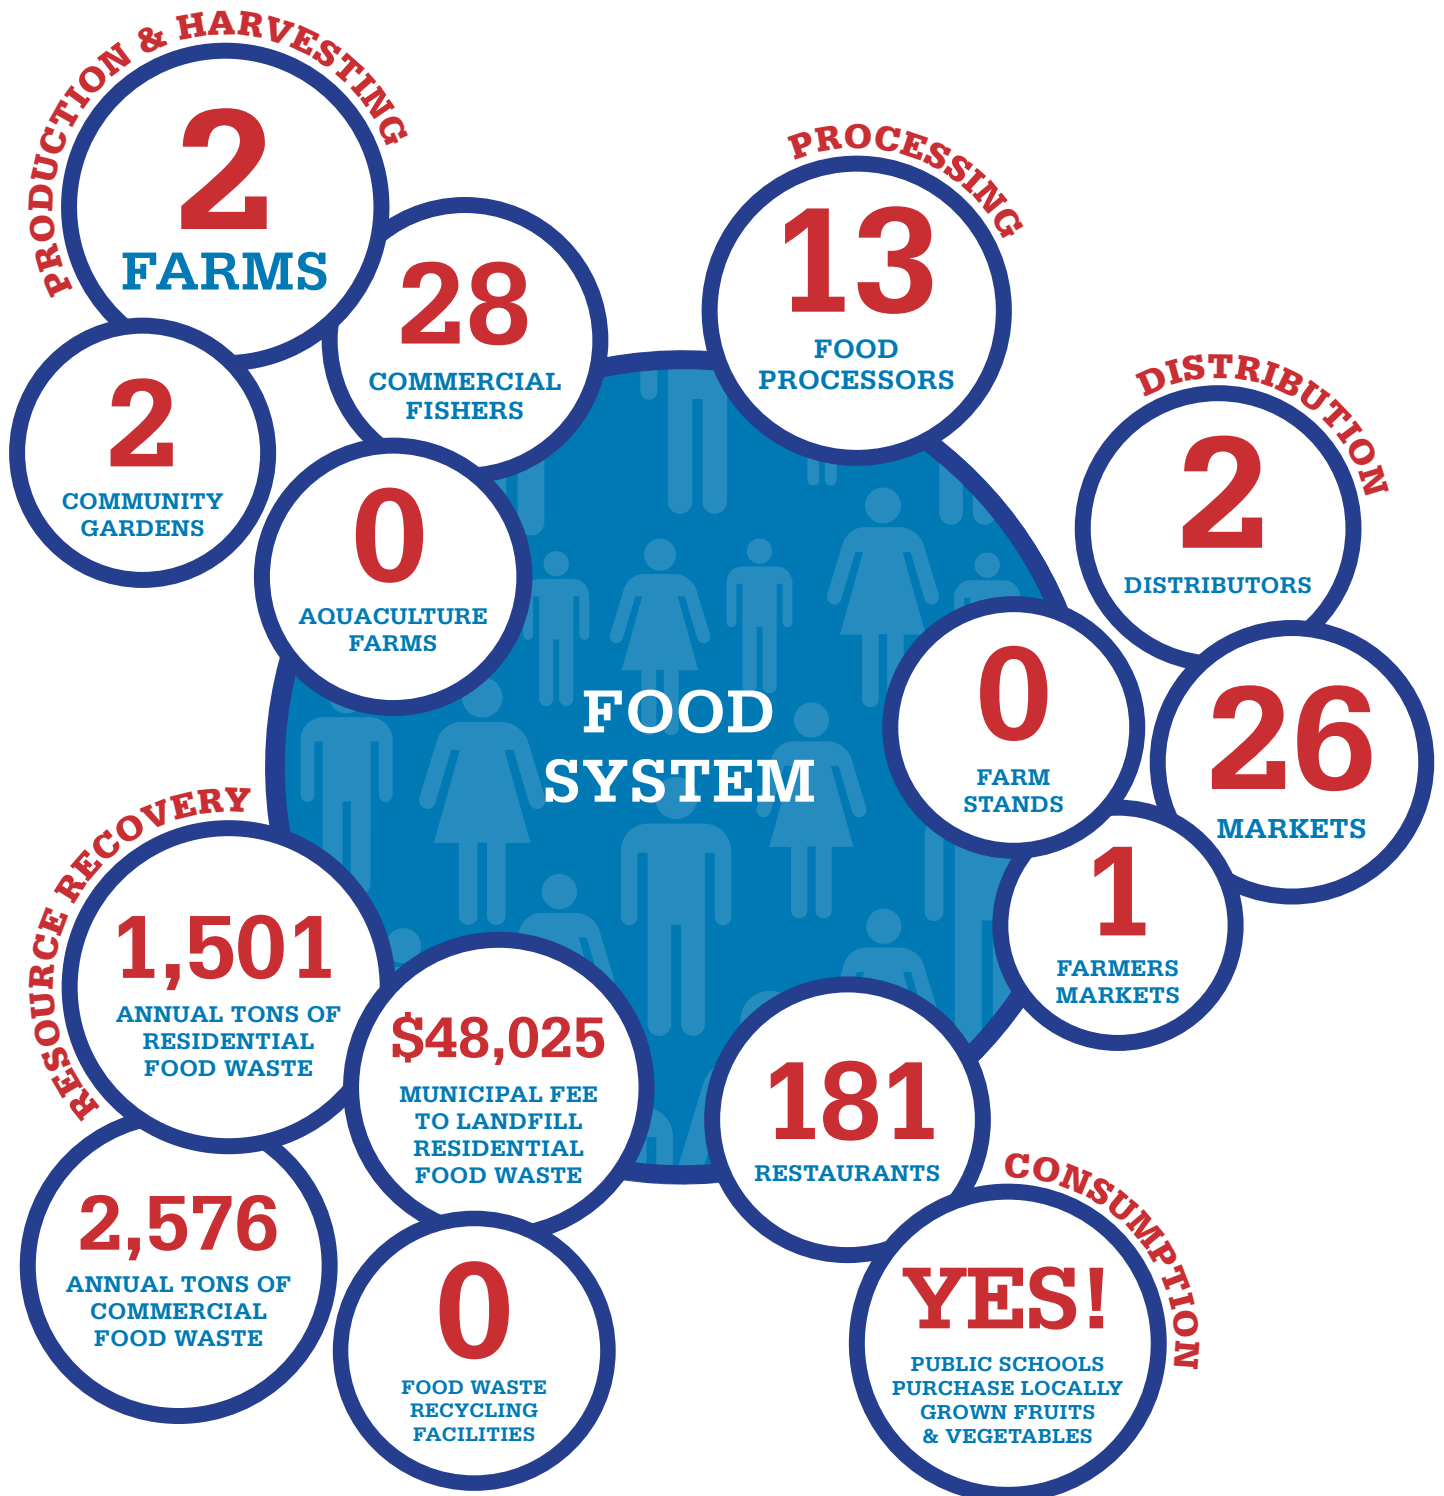 PRODUCTION & HARVESTING
2
FARMS
28
COMMERCIAL
FISHERS
2
COMMUNITY
GARDENS
0
AQUACULTURE
FARMS
PROCESSING
13
FOOD
PROCESSORS
DISTRIBUTION
2
DISTRIBUTORS
0
FARM
STANDS
26
MARKETS
1
FARMERS
MARKETS
FOOD
SYSTEM
RESOURCE RECOVERY
1,501
ANNUAL TONS OF
RESIDENTIAL
FOOD WASTE
$48,025
MUNICIPAL FEE
TO LANDFILL
RESIDENTIAL
FOOD WASTE
2,576
ANNUAL TONS OF
COMMERCIAL
FOOD WASTE
0
FOOD WASTE
RECYCLING
FACILITIES
181
RESTAURANTS
CONSUMPTION
YES!
PUBLIC SCHOOLS
PURCHASE LOCALLY
GROWN FRUITS
& VEGETABLES